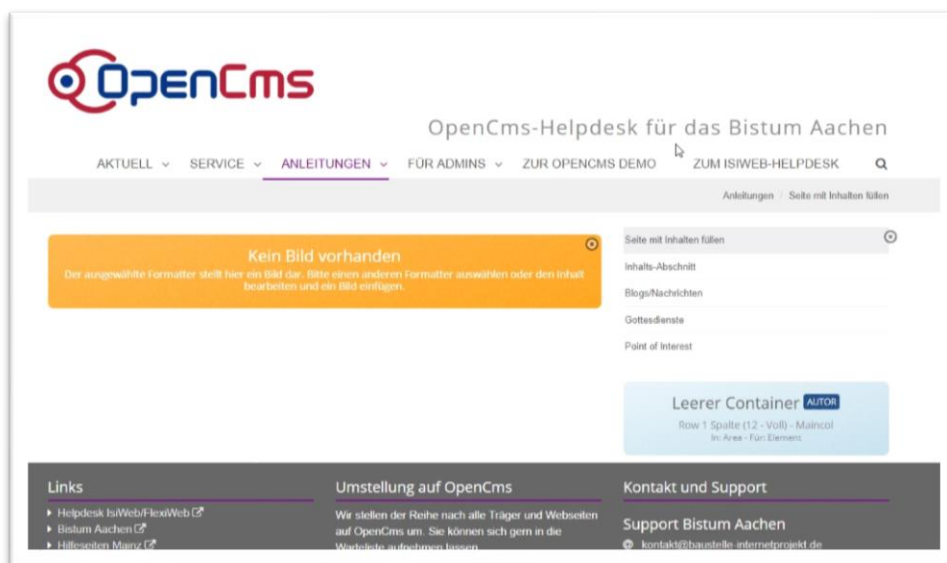 OpenCms
OpenCms-Helpdesk für das Bistum Aachen
AKTUELL SERVICE ANLEITUNGEN FÜR ADMINS ZUR OPENCMS DEMO ZUM ISIWEB-HELPDESK
Anleitungen / Seite mit Inhalten füllen
Kein Bild vorhanden
Der ausgewählte Formatter stellt hier ein Bild dar. Bitte einen anderen Formatter auswählen oder den Inhalt
bearbeiten und ein Bild einfügen.
Seite mit Inhalten füllen
Inhalts-Abschnitt
Blogs/Nachrichten
Gottesdienste
Point of Interest
Leerer Container AUTOR
Row 1 Spalte (12 - Voll) - Maincol
In: Area - Für: Element
Links
Helpdesk IsiWeb/FlexiWeb
Bistum Aachen
Hilfeseiten Mainz
Umstellung auf OpenCms
Wir stellen der Reihe nach alle Träger und Webseiten
auf OpenCms um. Sie können sich gern in die
Warteliste aufnehmen lassen
Kontakt und Support
Support Bistum Aachen
kontakt@baustelle-internetprojekt.de